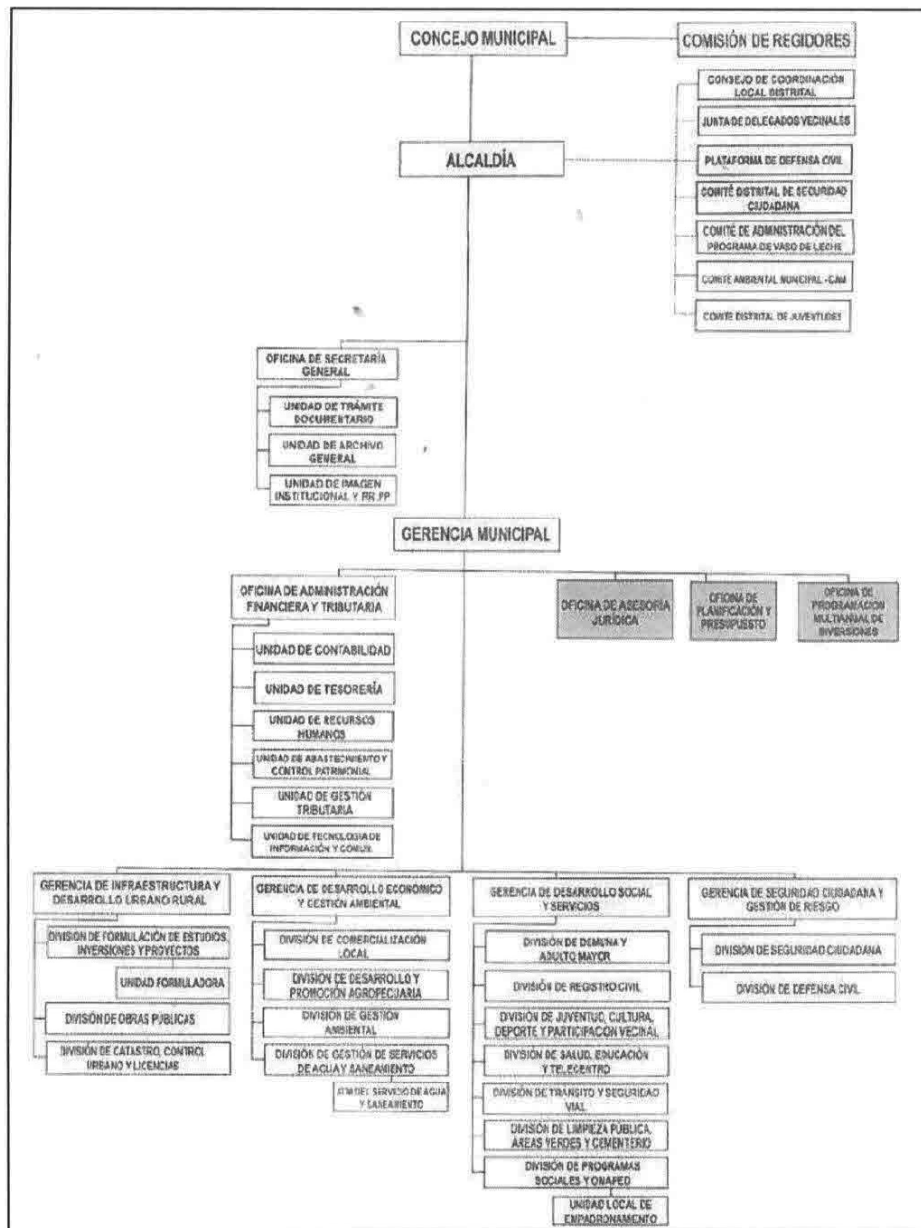 CONCEJO MUNICIPAL
COMISIÓN DE REGIDORES
CONSEJO DE COORDINACIÓN
LOCAL DISTRITAL
JUNTA DE DELEGADOS VECINALES
ALCALDÍA
PLATAFORMA DE DEFENSA CIVIL
COMITÉ DISTRITAL DE SEGURIDAD
CIUDADANA
COMITÉ DE ADMINISTRACIÓN DEL
PROGRAMA DE VASO DE LECHE
COMITÉ AMBIENTAL MUNICIPAL -CAM
COMITÉ DISTRITAL DE JUVENTUDES
OFICINA DE SECRETARÍA
GENERAL
UNIDAD DE TRÁMITE
DOCUMENTARIO
UNIDAD DE ARCHIVO
GENERAL
UNIDAD DE IMAGEN
INSTITUCIONAL Y RR.PP
GERENCIA MUNICIPAL
OFICINA DE ADMINISTRACIÓN
FINANCIERA Y TRIBUTARIA
OFICINA DE ASESORÍA
JURÍDICA
OFICINA DE
PLANIFICACIÓN Y
PRESUPUESTO
OFICINA DE
PROGRAMACION
MULTIANUAL DE
INVERSIONES
UNIDAD DE CONTABILIDAD
UNIDAD DE TESORERÍA
UNIDAD DE RECURSOS
HUMANOS
UNIDAD DE ABASTECIMIENTO Y
CONTROL PATRIMONIAL
UNIDAD DE GESTIÓN
TRIBUTARIA
UNIDAD DE TECNOLOGIA DE
INFORMACIÓN Y COMUN.
GERENCIA DE INFRAESTRUCTURA Y
DESARROLLO URBANO RURAL
DIVISIÓN DE FORMULACIÓN DE ESTUDIOS,
INVERSIONES Y PROYECTOS
UNIDAD FORMULADORA
DIVISIÓN DE OBRAS PÚBLICAS
DIVISIÓN DE CATASTRO, CONTROL
URBANO Y LICENCIAS
GERENCIA DE DESARROLLO ECONÓMICO
Y GESTIÓN AMBIENTAL
DIVISIÓN DE COMERCIALIZACIÓN
LOCAL
DIVISIÓN DE DESARROLLO Y
PROMOCIÓN AGROPECUARIA
DIVISIÓN DE GESTIÓN
AMBIENTAL
DIVISIÓN DE GESTIÓN DE SERVICIOS
DE AGUA Y SANEAMIENTO
ATM DEL SERVICIO DE AGUA
Y SANEAMIENTO
GERENCIA DE DESARROLLO SOCIAL
Y SERVICIOS
DIVISIÓN DE DEMUNA Y
ADULTO MAYOR
DIVISIÓN DE REGISTRO CIVIL
DIVISIÓN DE JUVENTUD, CULTURA,
DEPORTE Y PARTICIPACION VECINAL
DIVISIÓN DE SALUD, EDUCACIÓN
Y TELECENTRO
DIVISIÓN DE TRÁNSITO Y SEGURIDAD
VIAL
DIVISIÓN DE LIMPIEZA PÚBLICA,
ÁREAS VERDES Y CEMENTERIO
DIVISIÓN DE PROGRAMAS
SOCIALES Y OMAPED
UNIDAD LOCAL DE
EMPADRONAMIENTO
GERENCIA DE SEGURIDAD CIUDADANA Y
GESTIÓN DE RIESGO
DIVISIÓN DE SEGURIDAD CIUDADANA
DIVISIÓN DE DEFENSA CIVIL